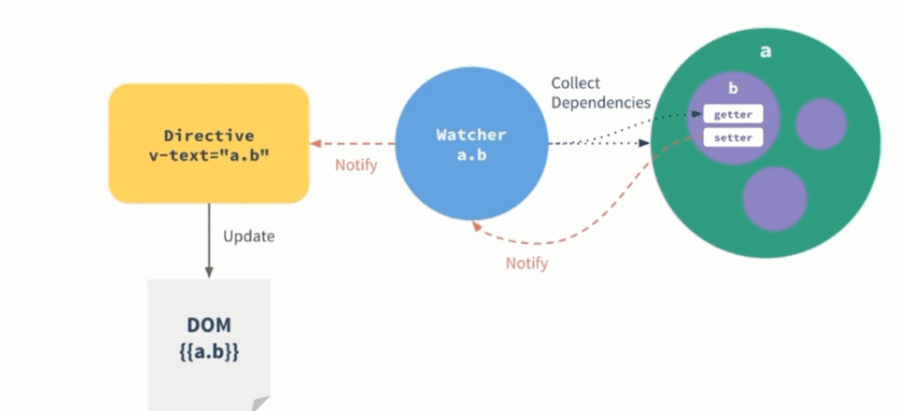 Directive
v-text="a.b"
Notify
Watcher
a.b
Collect
Dependencies
a
b
getter
setter
Notify
Update
DOM
{{a.b}}